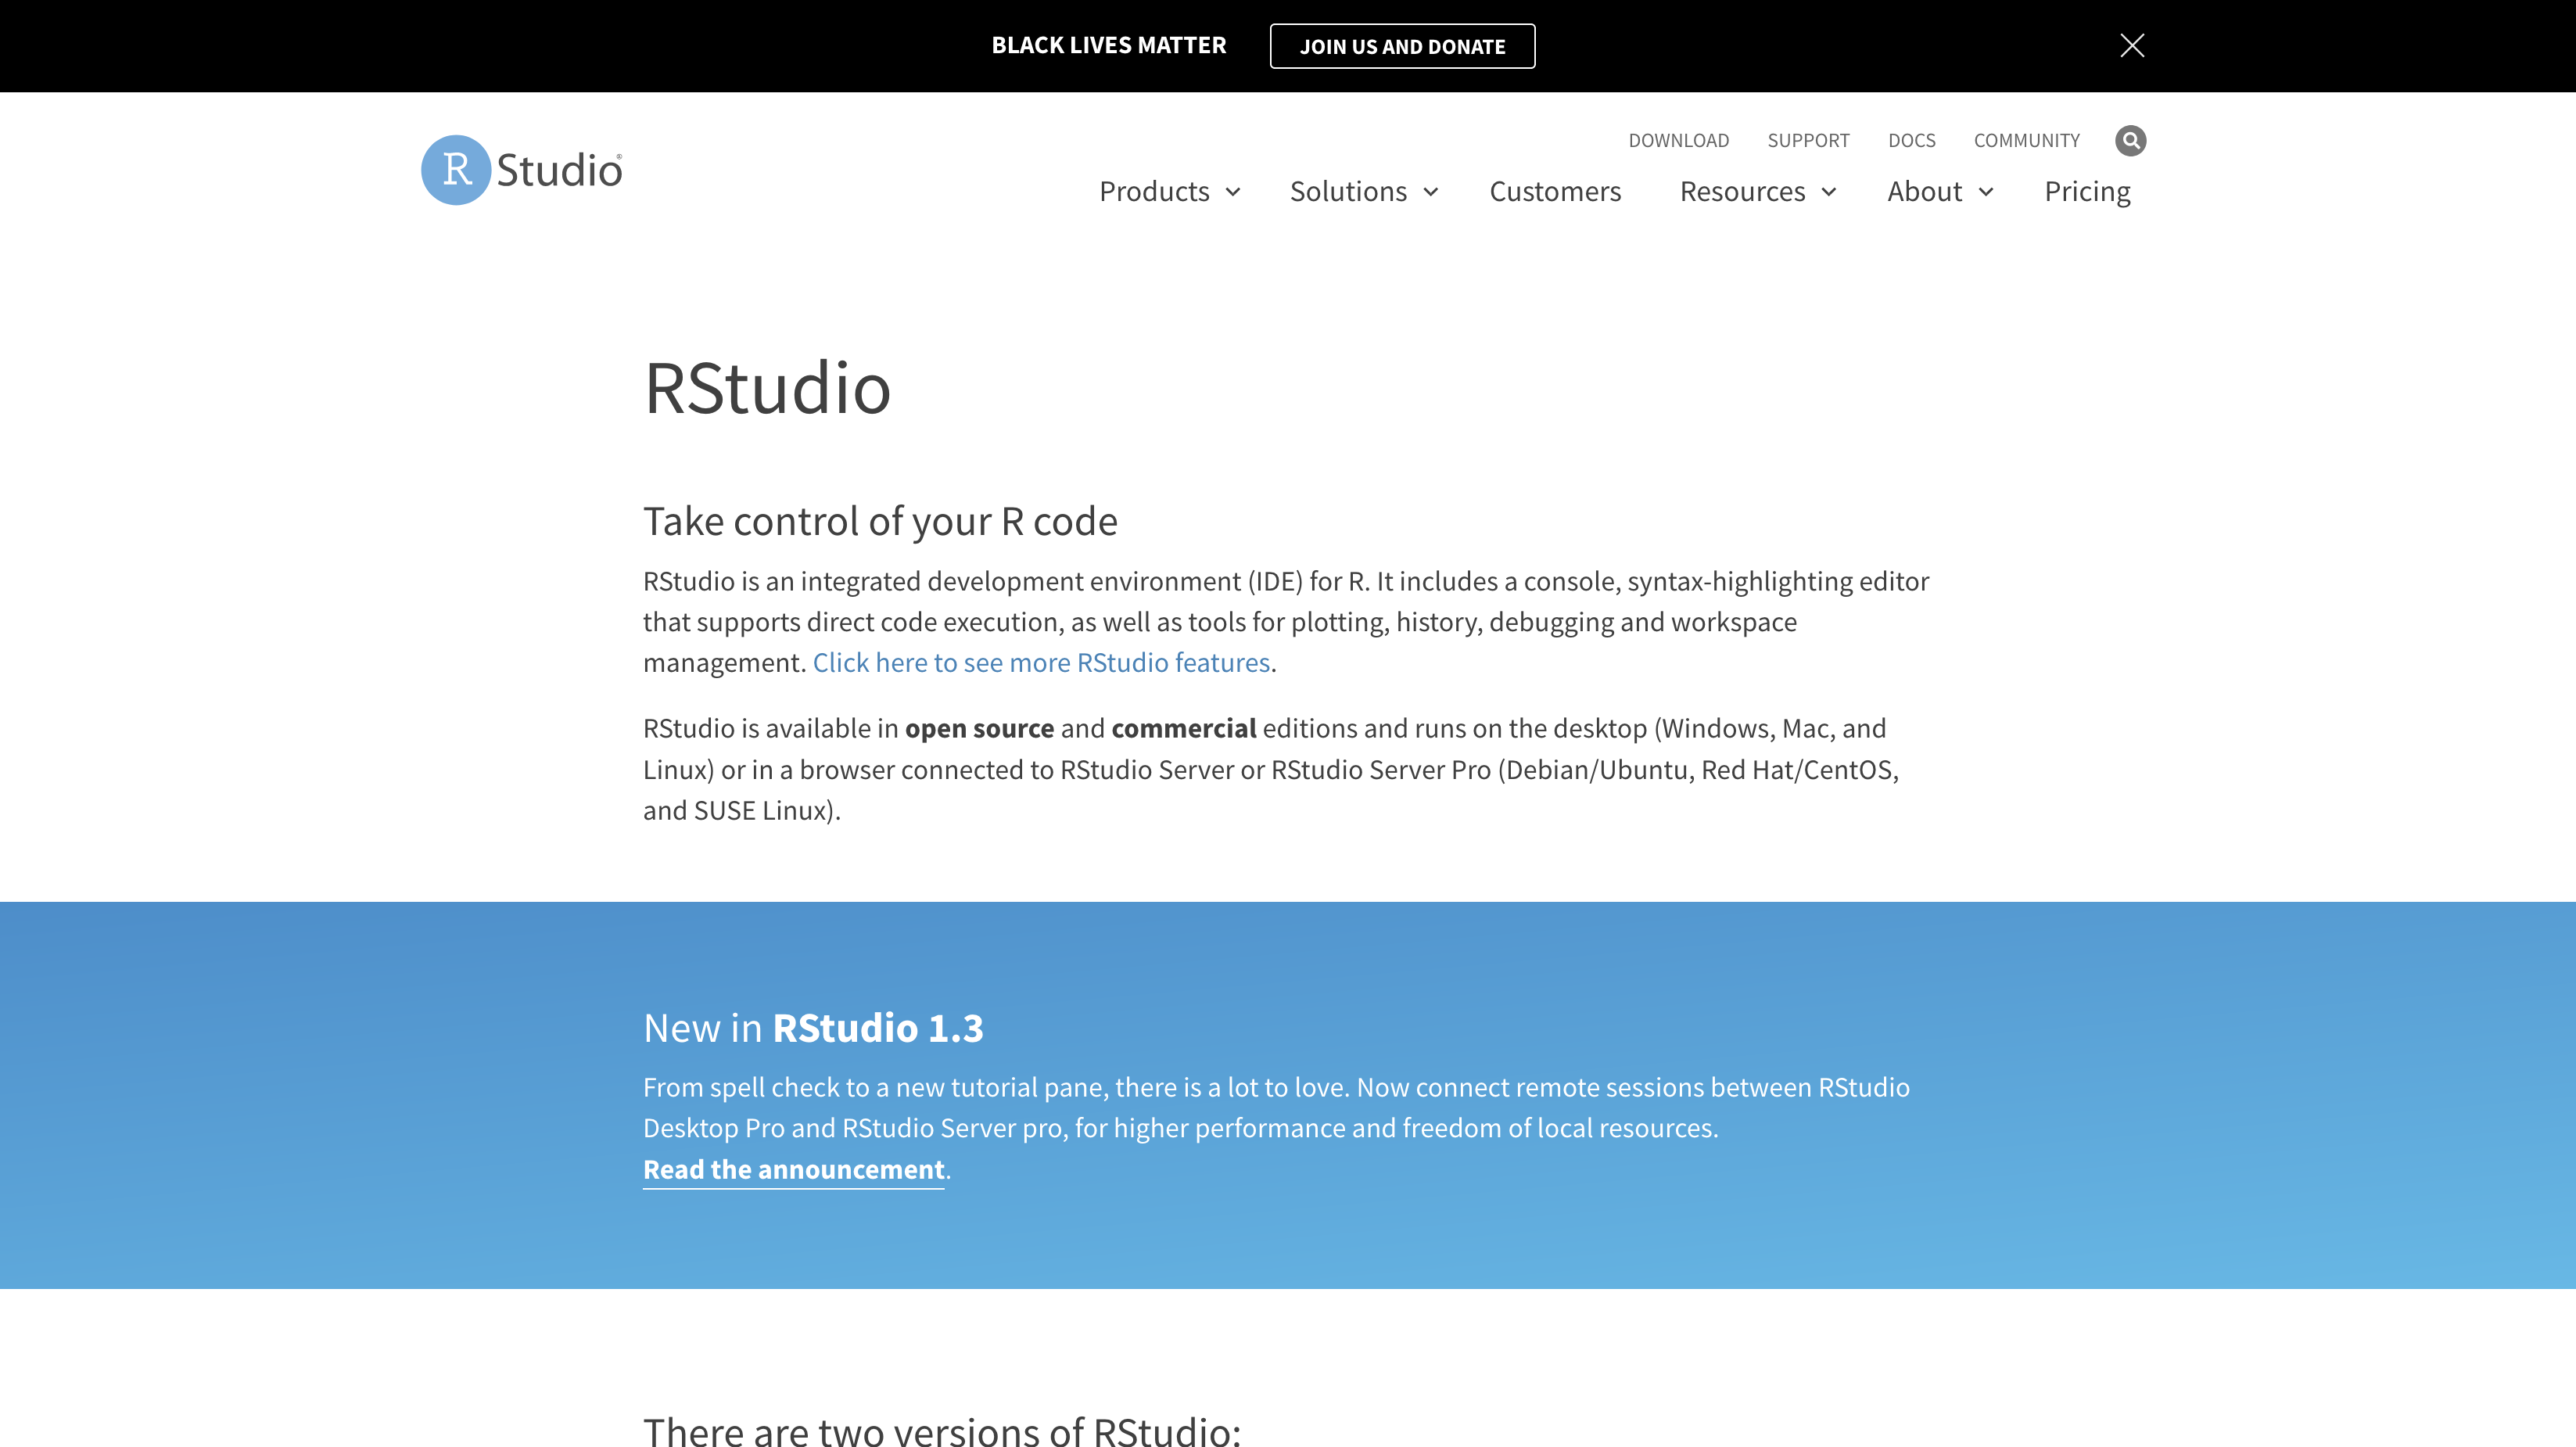 BLACK LIVES MATTER JOIN US AND DONATE
DOWNLOAD SUPPORT DOCS COMMUNITY
R Studio®
Products Solutions Customers Resources About Pricing
RStudio
Take control of your R code
RStudio is an integrated development environment (IDE) for R. It includes a console, syntax-highlighting editor
that supports direct code execution, as well as tools for plotting, history, debugging and workspace
management. Click here to see more RStudio features.
RStudio is available in open source and commercial editions and runs on the desktop (Windows, Mac, and
Linux) or in a browser connected to RStudio Server or RStudio Server Pro (Debian/Ubuntu, Red Hat/CentOS,
and SUSE Linux).
New in RStudio 1.3
From spell check to a new tutorial pane, there is a lot to love. Now connect remote sessions between RStudio
Desktop Pro and RStudio Server pro, for higher performance and freedom of local resources.
Read the announcement.
There are two versions of RStudio: